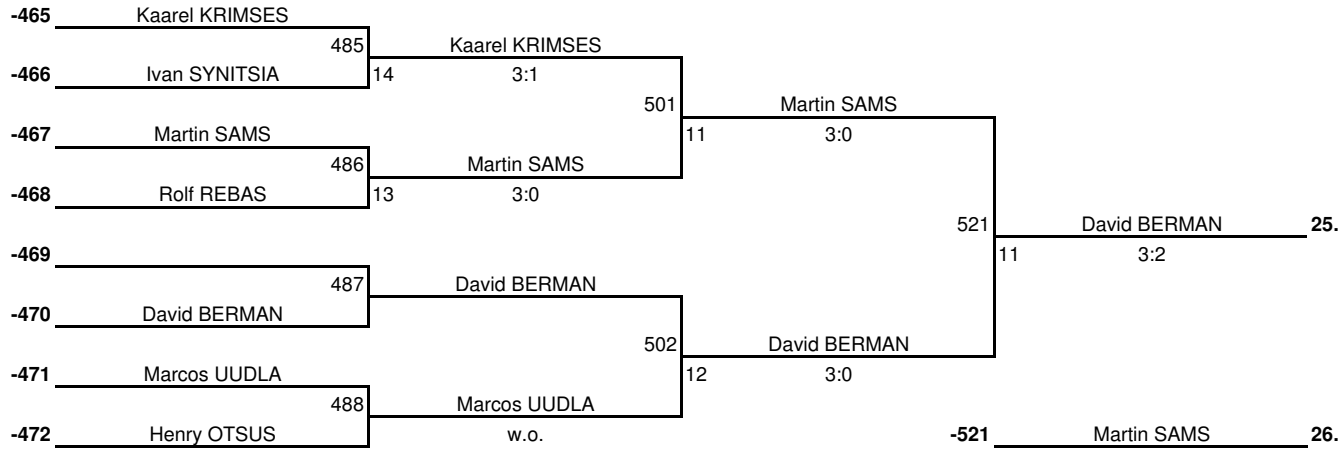 -465 Kaarel KRIMSES
485 Kaarel KRIMSES
-466 Ivan SYNITSIA 14 3:1
501 Martin SAMS
-467 Martin SAMS 11 3:0
486 Martin SAMS
-468 Rolf REBAS 13 3:0
521 David BERMAN 25.
-469 11 3:2
487 David BERMAN
-470 David BERMAN
502 David BERMAN
-471 Marcos UUDLA 12 3:0
488 Marcos UUDLA
-472 Henry OTSUS w.o. -521 Martin SAMS 26.